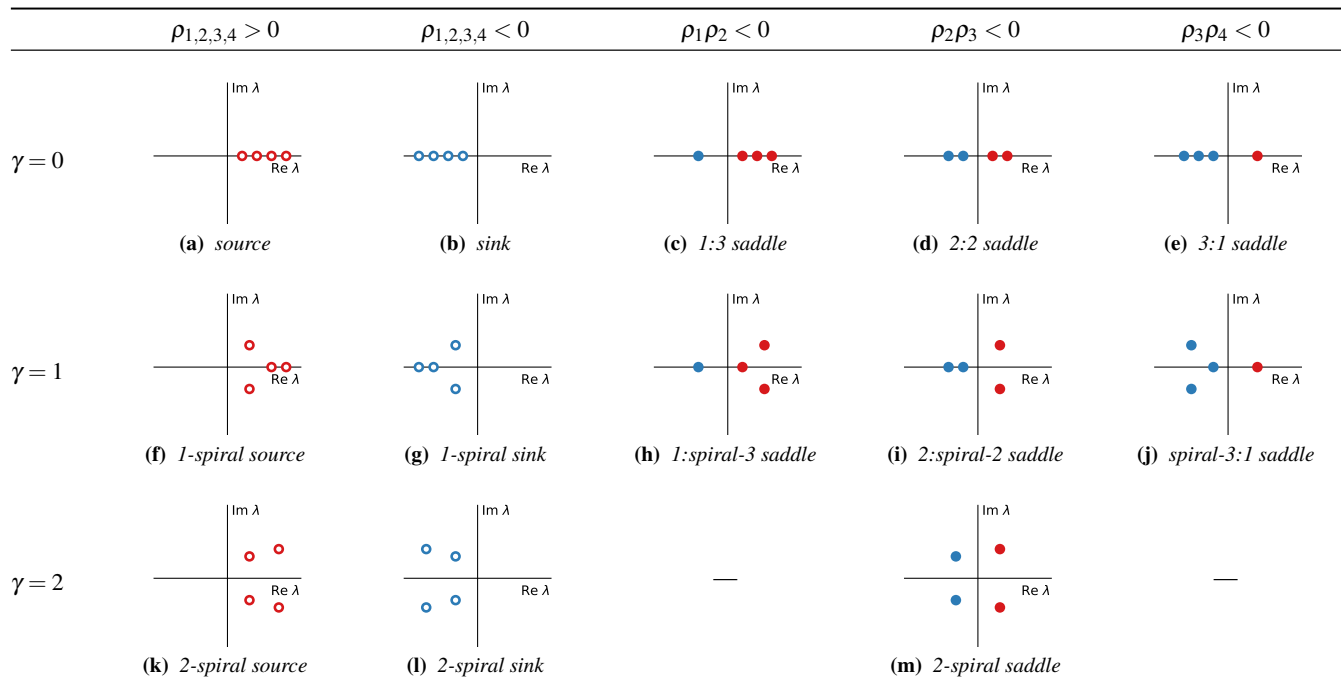 ρ1,2,3,4 > 0 ρ1,2,3,4 < 0 ρ1ρ2 < 0 ρ2ρ3 < 0 ρ3ρ4 < 0
γ = 0
Im λ Im λ Im λ Im λ Im λ
Re λ Re λ Re λ Re λ Re λ
(a) source (b) sink (c) 1:3 saddle (d) 2:2 saddle (e) 3:1 saddle
γ = 1
Im λ Im λ Im λ Im λ Im λ
Re λ Re λ Re λ Re λ Re λ
(f) 1-spiral source (g) 1-spiral sink (h) 1:spiral-3 saddle (i) 2:spiral-2 saddle (j) spiral-3:1 saddle
γ = 2
Im λ Im λ Im λ
Re λ Re λ — Re λ —
(k) 2-spiral source (l) 2-spiral sink (m) 2-spiral saddle